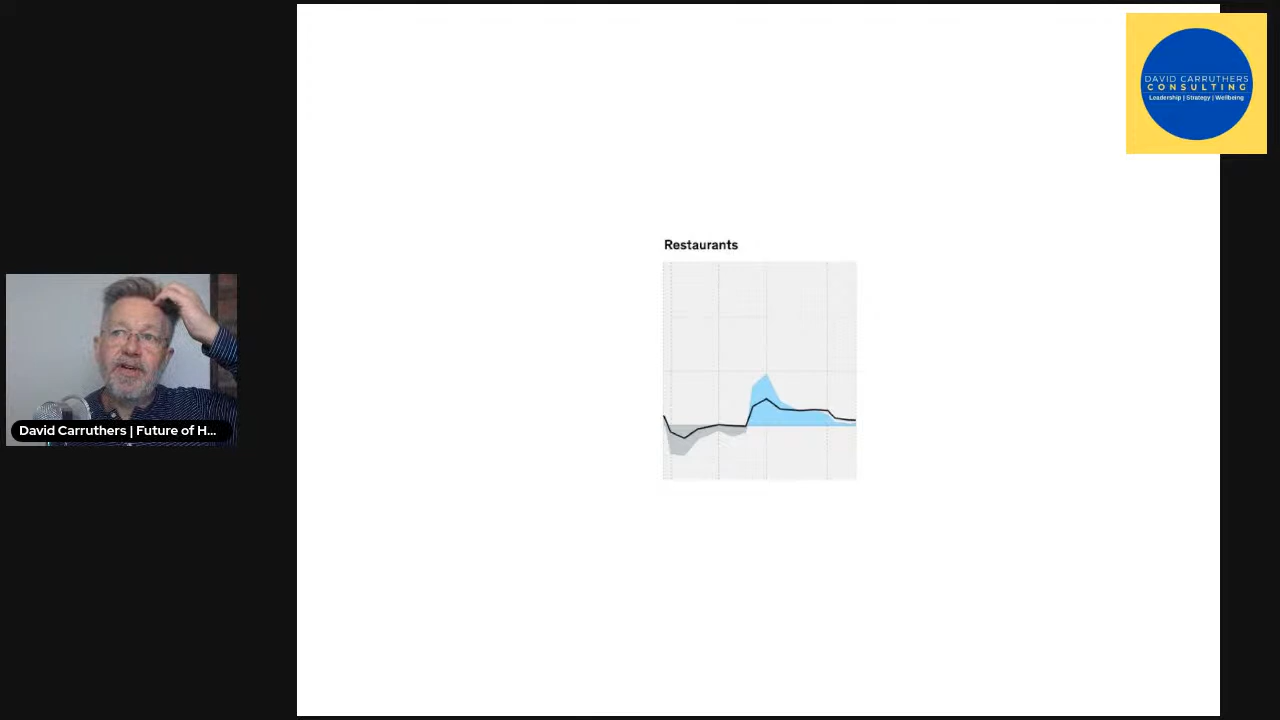 DAVID CARRUTHERS
CONSULTING
Leadership | Strategy | Wellbeing
Restaurants
David Carruthers | Future of H...